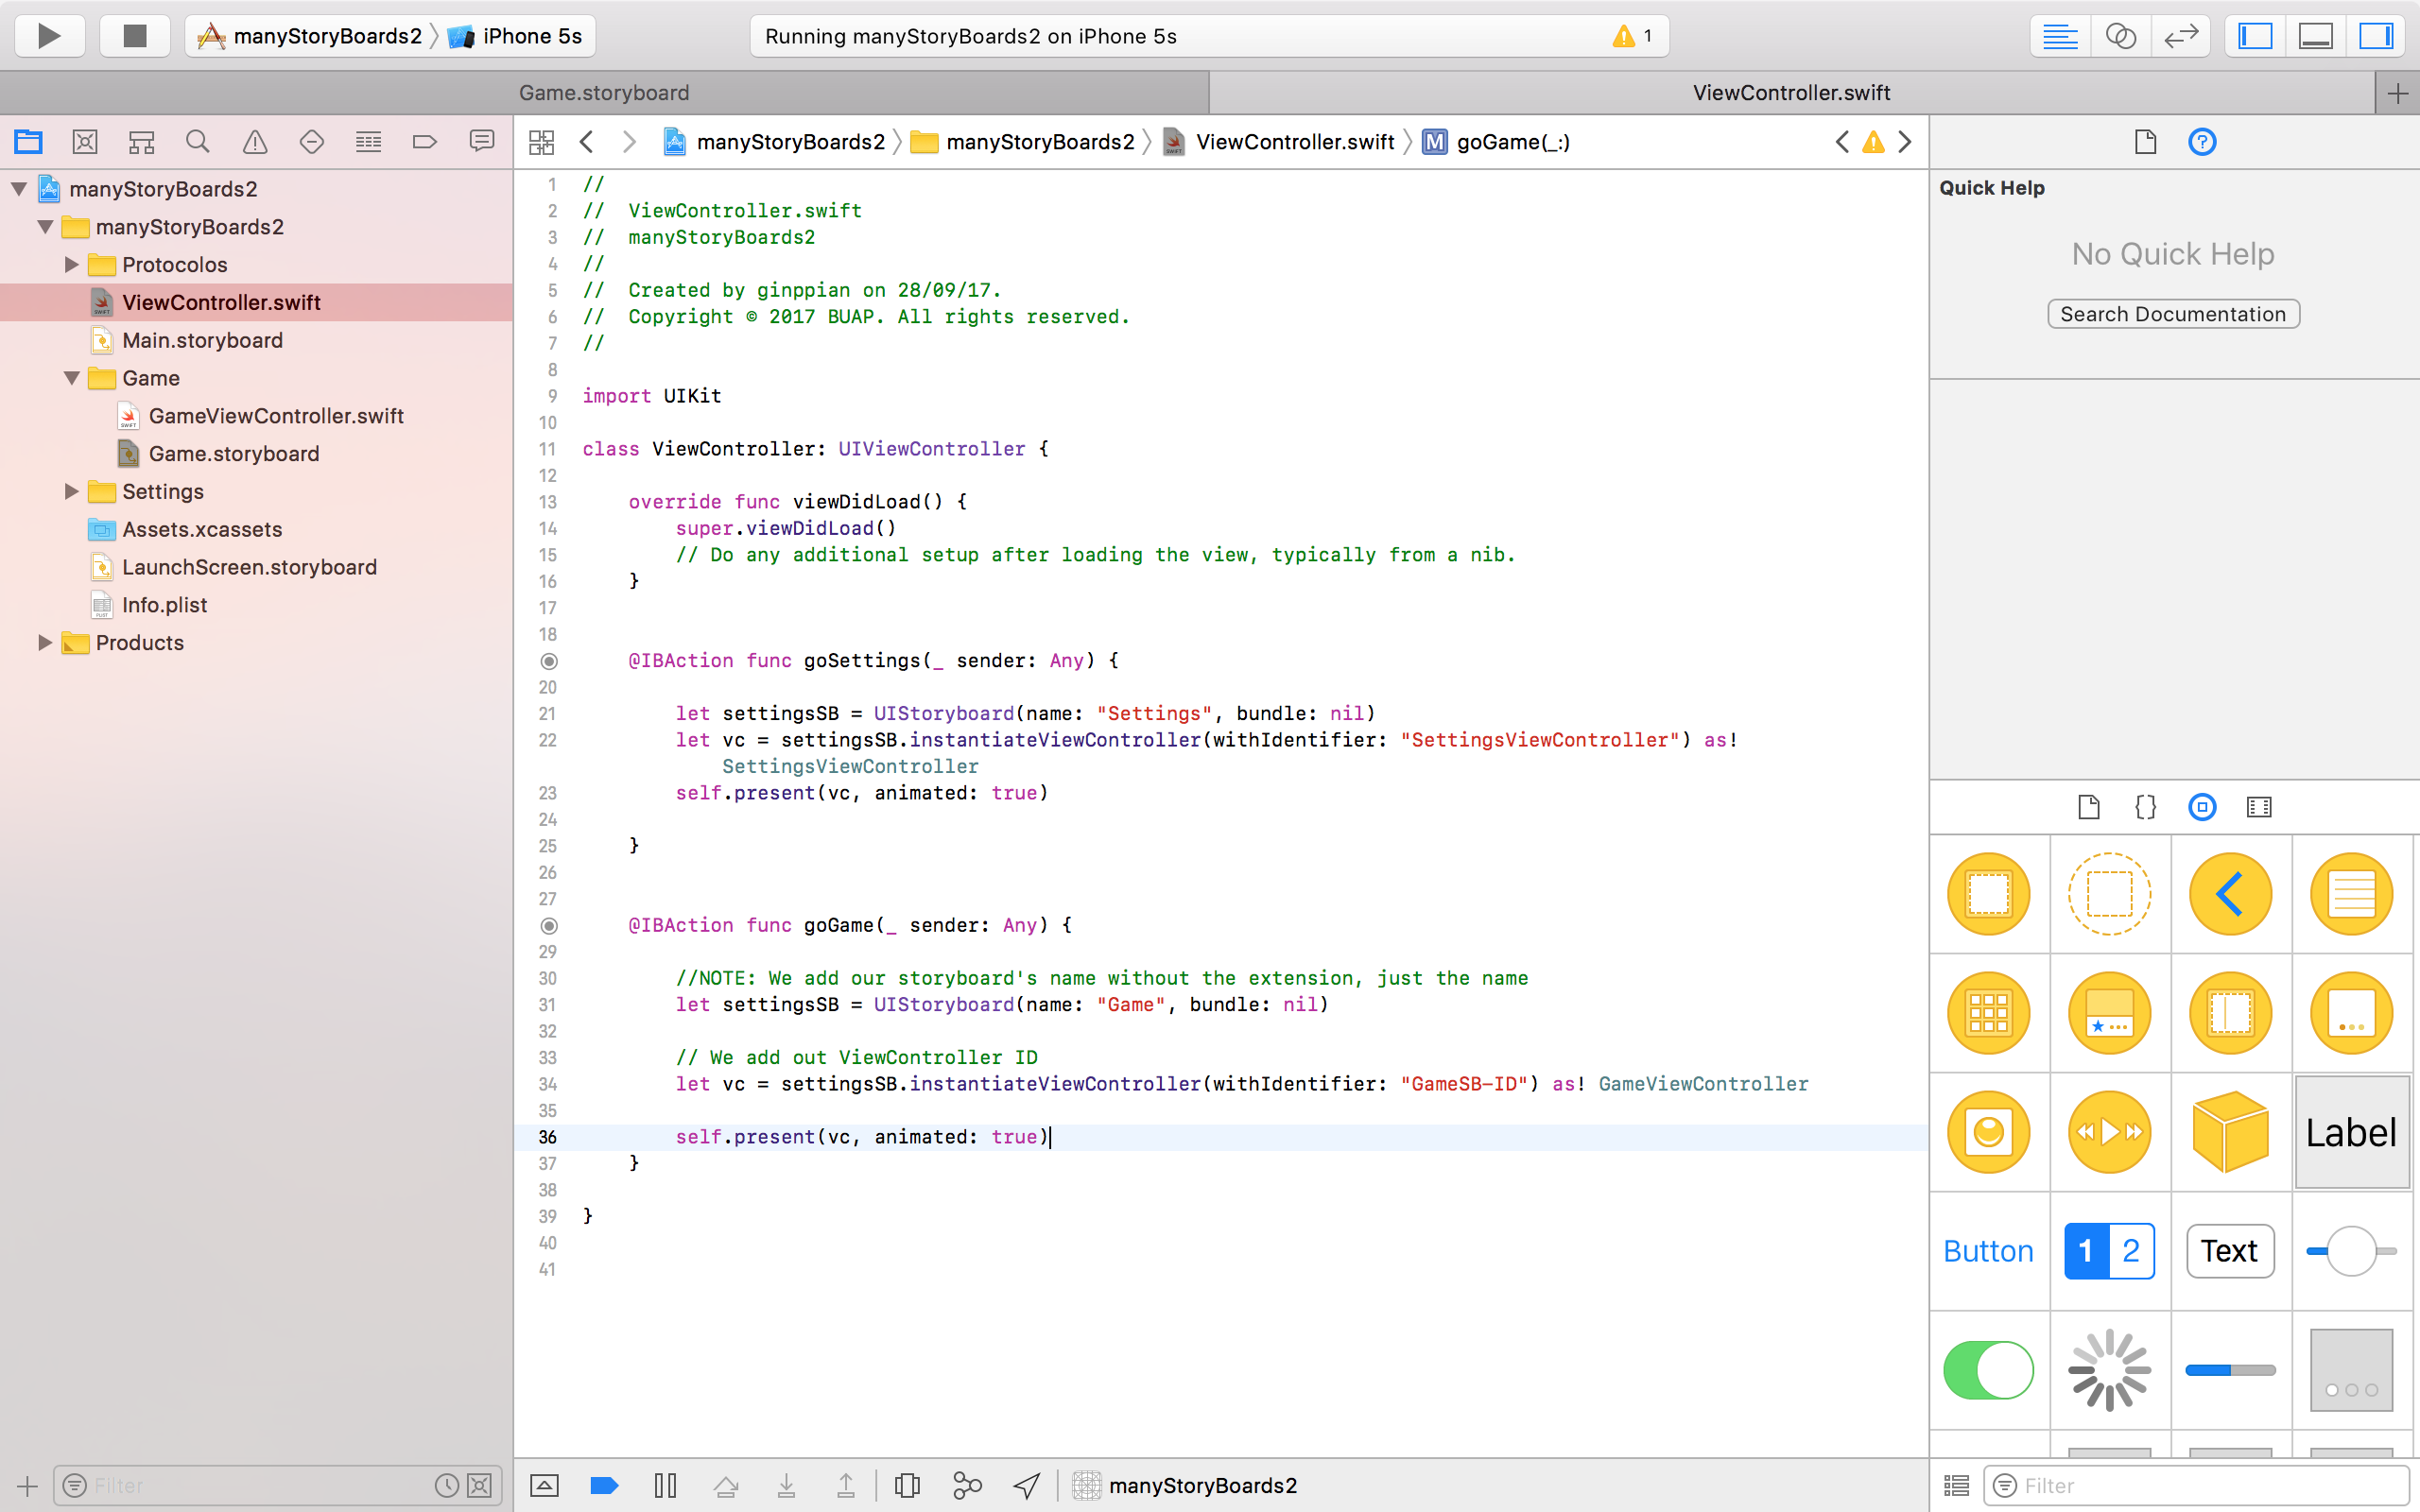 manyStoryBoards2 iPhone 5s
Running manyStoryBoards2 on iPhone 5s 1
Game.storyboard
ViewController.swift
manyStoryBoards2 manyStoryBoards2 ViewController.swift M goGame(_:)
manyStoryBoards2
manyStoryBoards2
Protocolos
ViewController.swift
Main.storyboard
Game
GameViewController.swift
Game.storyboard
Settings
Assets.xcassets
LaunchScreen.storyboard
Info.plist
Products
Filter
1 //
2 //  ViewController.swift
3 //  manyStoryBoards2
4 //
5 //  Created by ginppian on 28/09/17.
6 //  Copyright © 2017 BUAP. All rights reserved.
7 //
8
9 import UIKit
10
11 class ViewController: UIViewController {
12
13     override func viewDidLoad() {
14         super.viewDidLoad()
15         // Do any additional setup after loading the view, typically from a nib.
16     }
17
18
@IBAction func goSettings(_ sender: Any) {
20
21         let settingsSB = UIStoryboard(name: "Settings", bundle: nil)
22         let vc = settingsSB.instantiateViewController(withIdentifier: "SettingsViewController") as!
SettingsViewController
23         self.present(vc, animated: true)
24
25     }
26
27
@IBAction func goGame(_ sender: Any) {
29
30         //NOTE: We add our storyboard's name without the extension, just the name
31         let settingsSB = UIStoryboard(name: "Game", bundle: nil)
32
33         // We add out ViewController ID
34         let vc = settingsSB.instantiateViewController(withIdentifier: "GameSB-ID") as! GameViewController
35
36         self.present(vc, animated: true)
37     }
38
39 }
40
41
manyStoryBoards2
Quick Help
No Quick Help
Search Documentation
Label
Button 1 2 Text
Filter